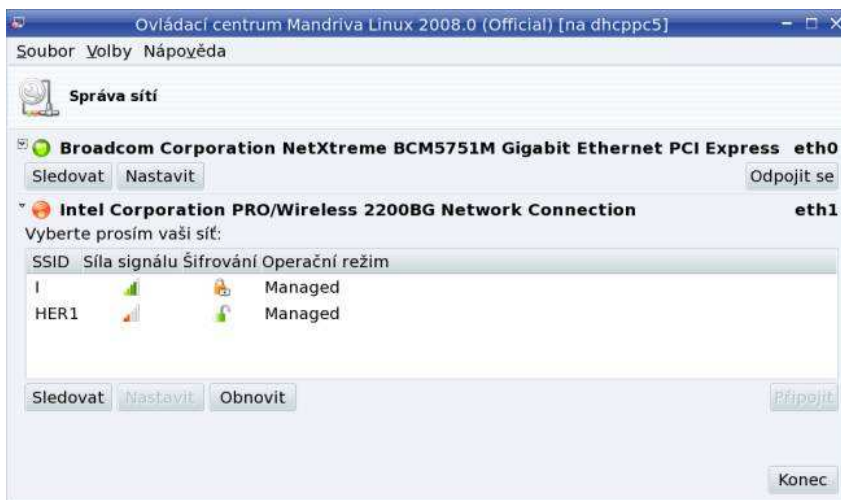 Ovládací centrum Mandriva Linux 2008.0 (Official) [na dhcppc5]
Soubor Volby Nápověda
Správa sítí
Broadcom Corporation NetXtreme BCM5751M Gigabit Ethernet PCI Express eth0
Sledovat Nastavit Odpojit se
Intel Corporation PRO/Wireless 2200BG Network Connection eth1
Vyberte prosím vaši síť:
SSID Síla signálu Šifrování Operační režim
I Managed
HER1 Managed
Sledovat Nastavit Obnovit Připojit
Konec